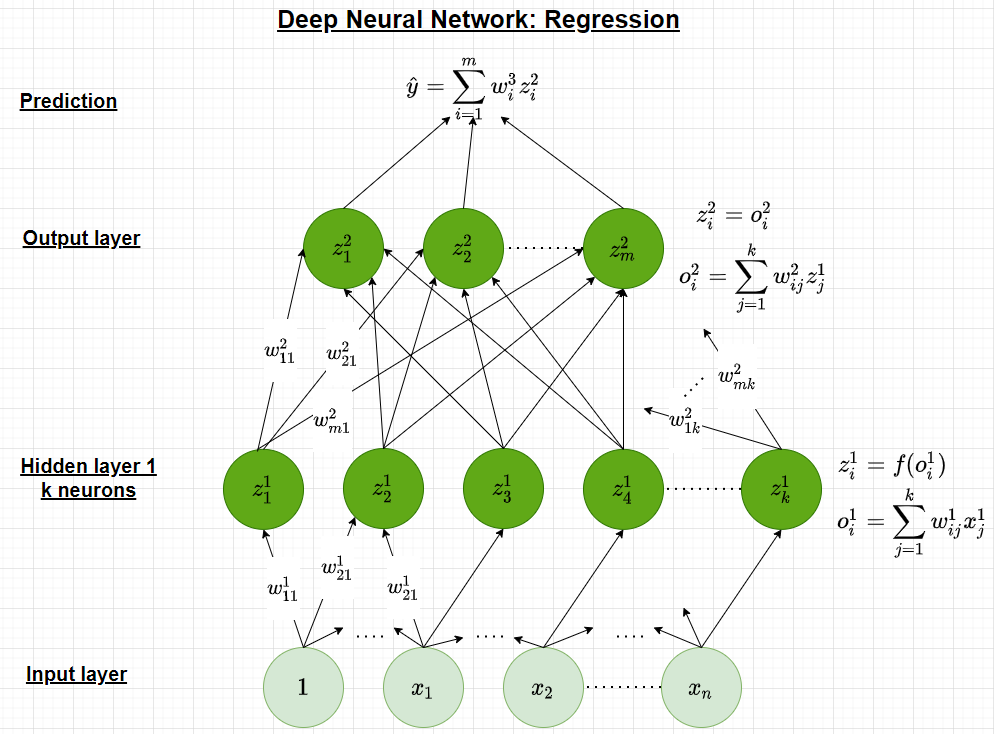 Deep Neural Network: Regression
Prediction
ŷ = \sum_{i=1}^{m} w_i^3 z_i^2
Output layer
z_1^2
z_2^2
z_m^2
z_i^2 = o_i^2
o_i^2 = \sum_{j=1}^{k} w_{ij}^2 z_j^1
w_{11}^2
w_{21}^2
w_{m1}^2
w_{1k}^2
w_{mk}^2
Hidden layer 1
k neurons
z_1^1
z_2^1
z_3^1
z_4^1
z_k^1
z_i^1 = f(o_i^1)
o_i^1 = \sum_{j=1}^{k} w_{ij}^1 x_j^1
w_{11}^1
w_{21}^1
w_{21}^1
Input layer
1
x_1
x_2
x_n